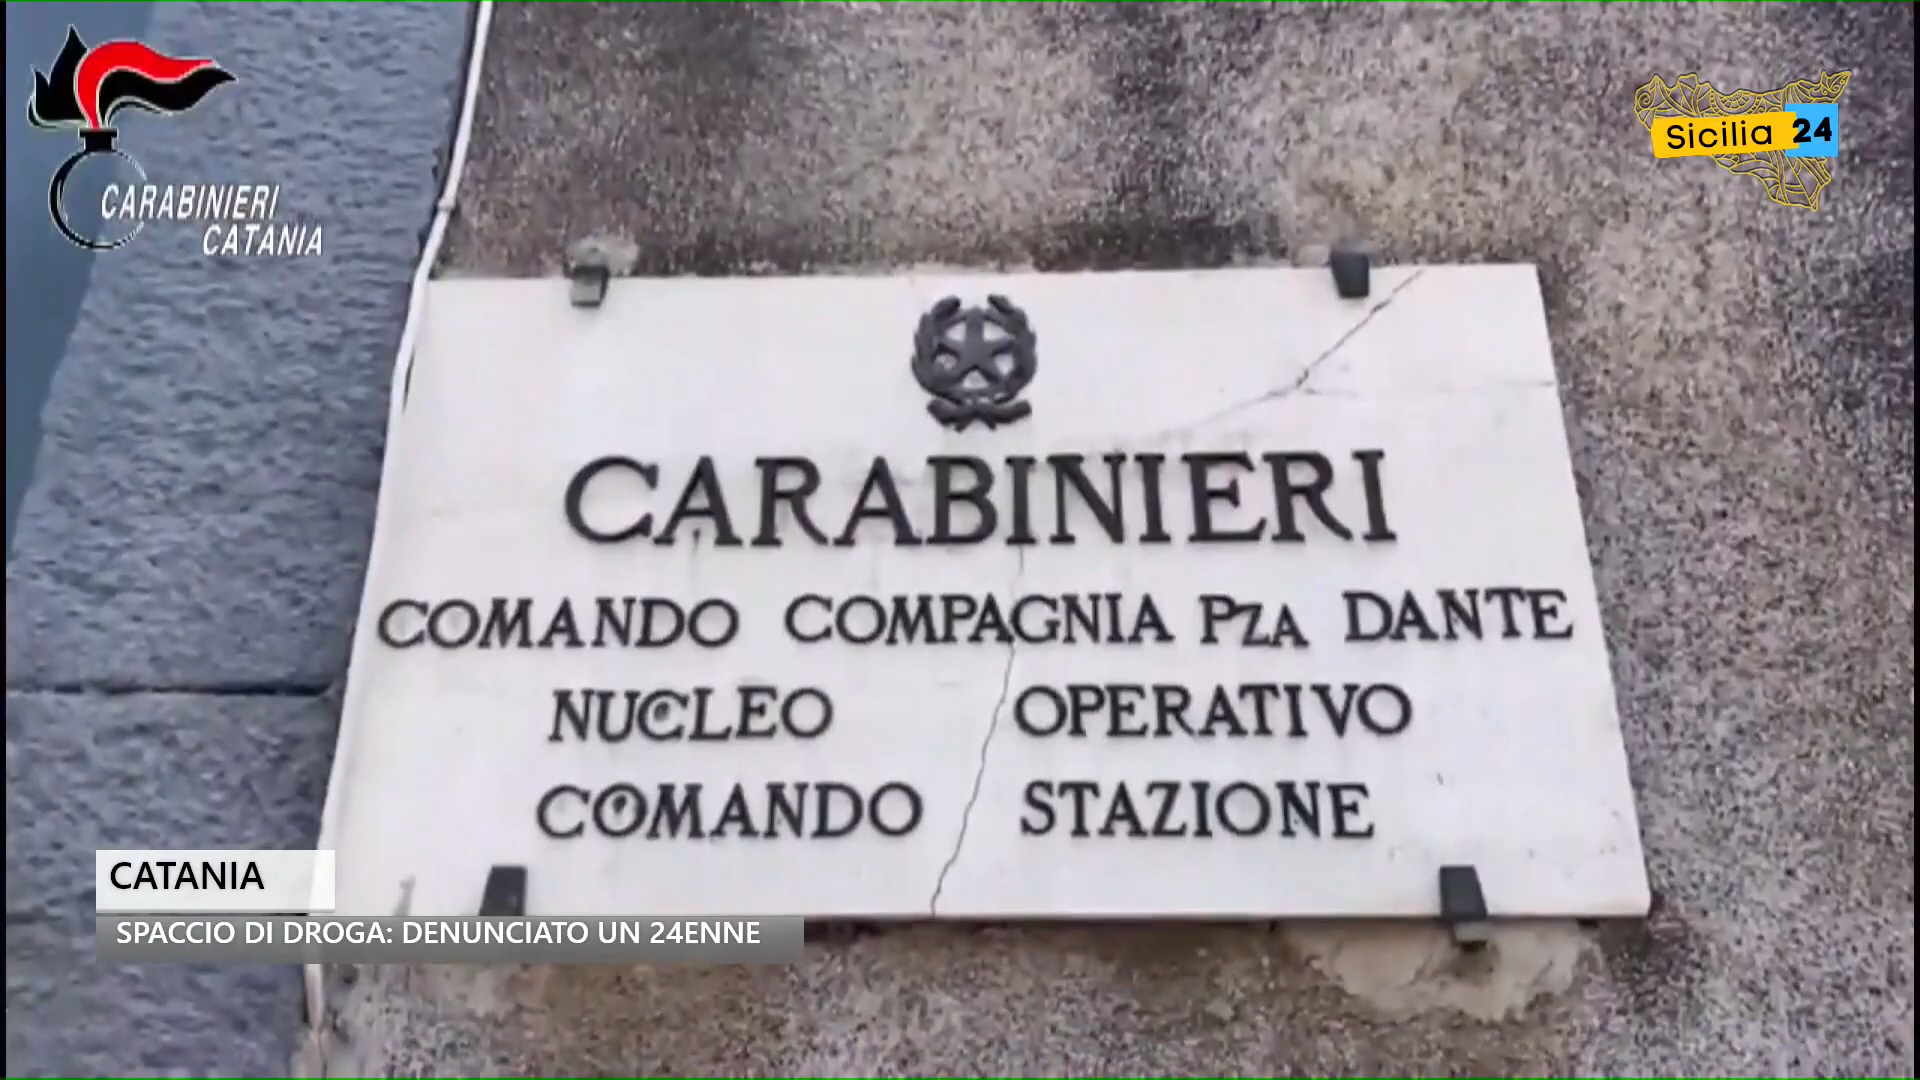 CARABINIERI
CATANIA
Sicilia 24
CARABINIERI
COMANDO COMPAGNIA PZA DANTE
NUCLEO OPERATIVO
COMANDO STAZIONE
CATANIA
SPACCIO DI DROGA: DENUNCIATO UN 24ENNE